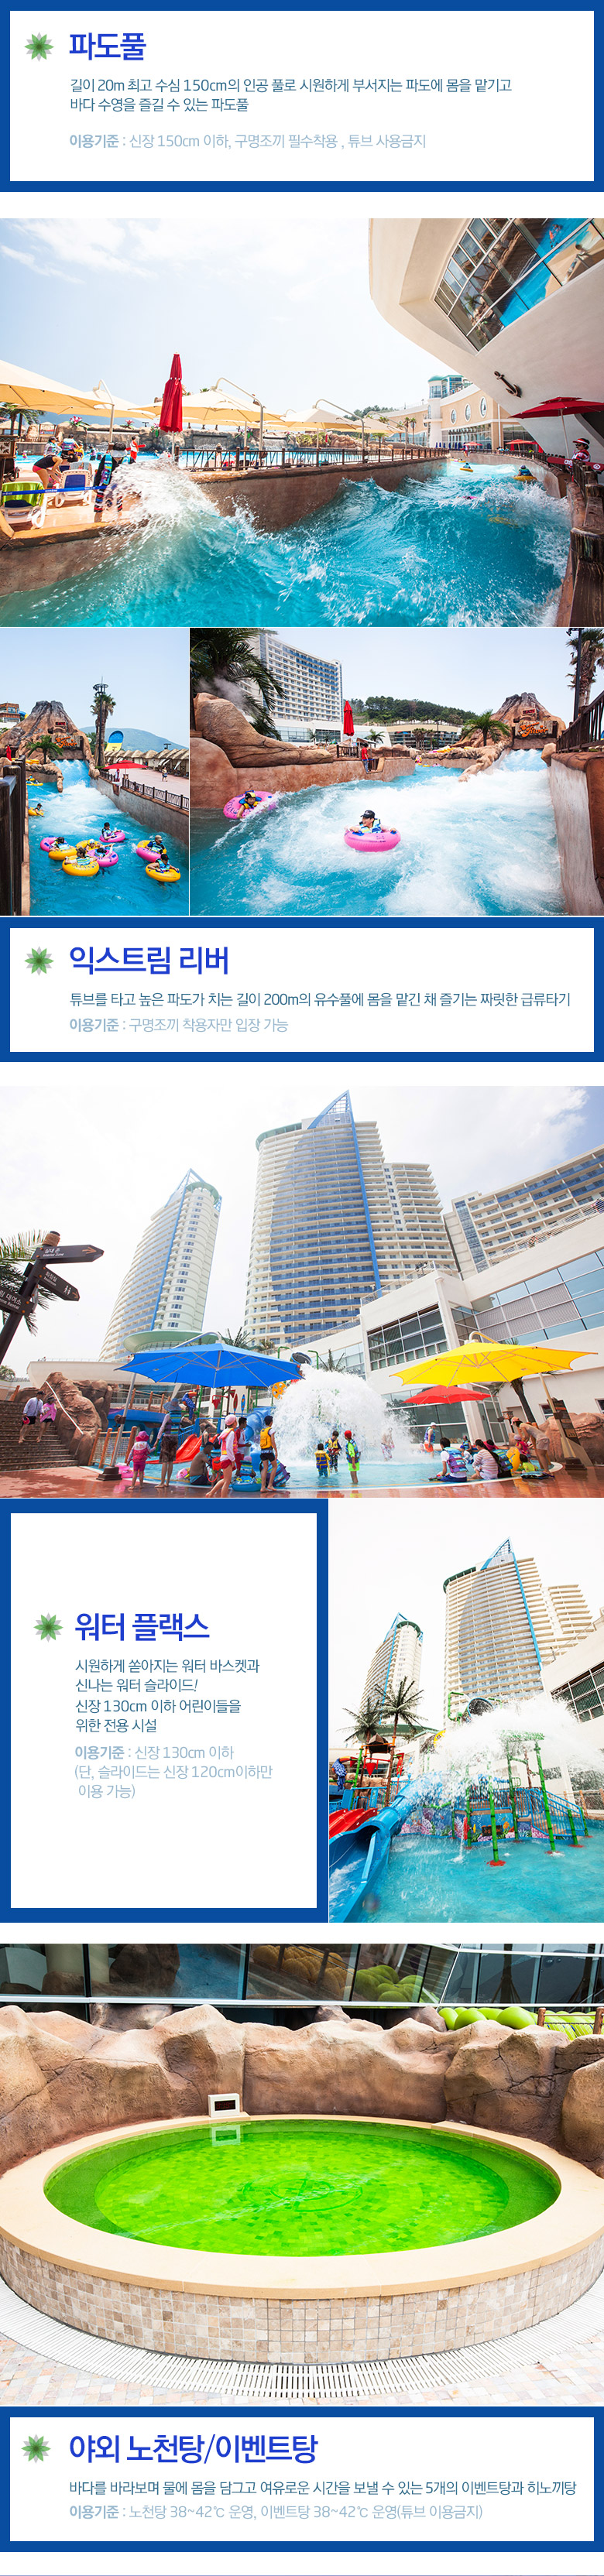 파도풀
길이 20m 최고 수심 150cm의 인공 풀로 시원하게 부서지는 파도에 몸을 맡기고
바다 수영을 즐길 수 있는 파도풀
이용기준 : 신장 150cm 이하, 구명조끼 필수착용 , 튜브 사용금지
익스트림 리버
튜브를 타고 높은 파도가 치는 길이 200m의 유수풀에 몸을 맡긴 채 즐기는 짜릿한 급류타기
이용기준 : 구명조끼 착용자만 입장 가능
워터 플랙스
시원하게 쏟아지는 워터 바스켓과
신나는 워터 슬라이드!
신장 130cm 이하 어린이들을
위한 전용 시설
이용기준 : 신장 130cm 이하
(단, 슬라이드는 신장 120cm이하만
이용 가능)
야외 노천탕/이벤트탕
바다를 바라보며 물에 몸을 담그고 여유로운 시간을 보낼 수 있는 5개의 이벤트탕과 히노끼탕
이용기준 : 노천탕 38~42℃ 운영, 이벤트탕 38~42℃ 운영(튜브 이용금지)